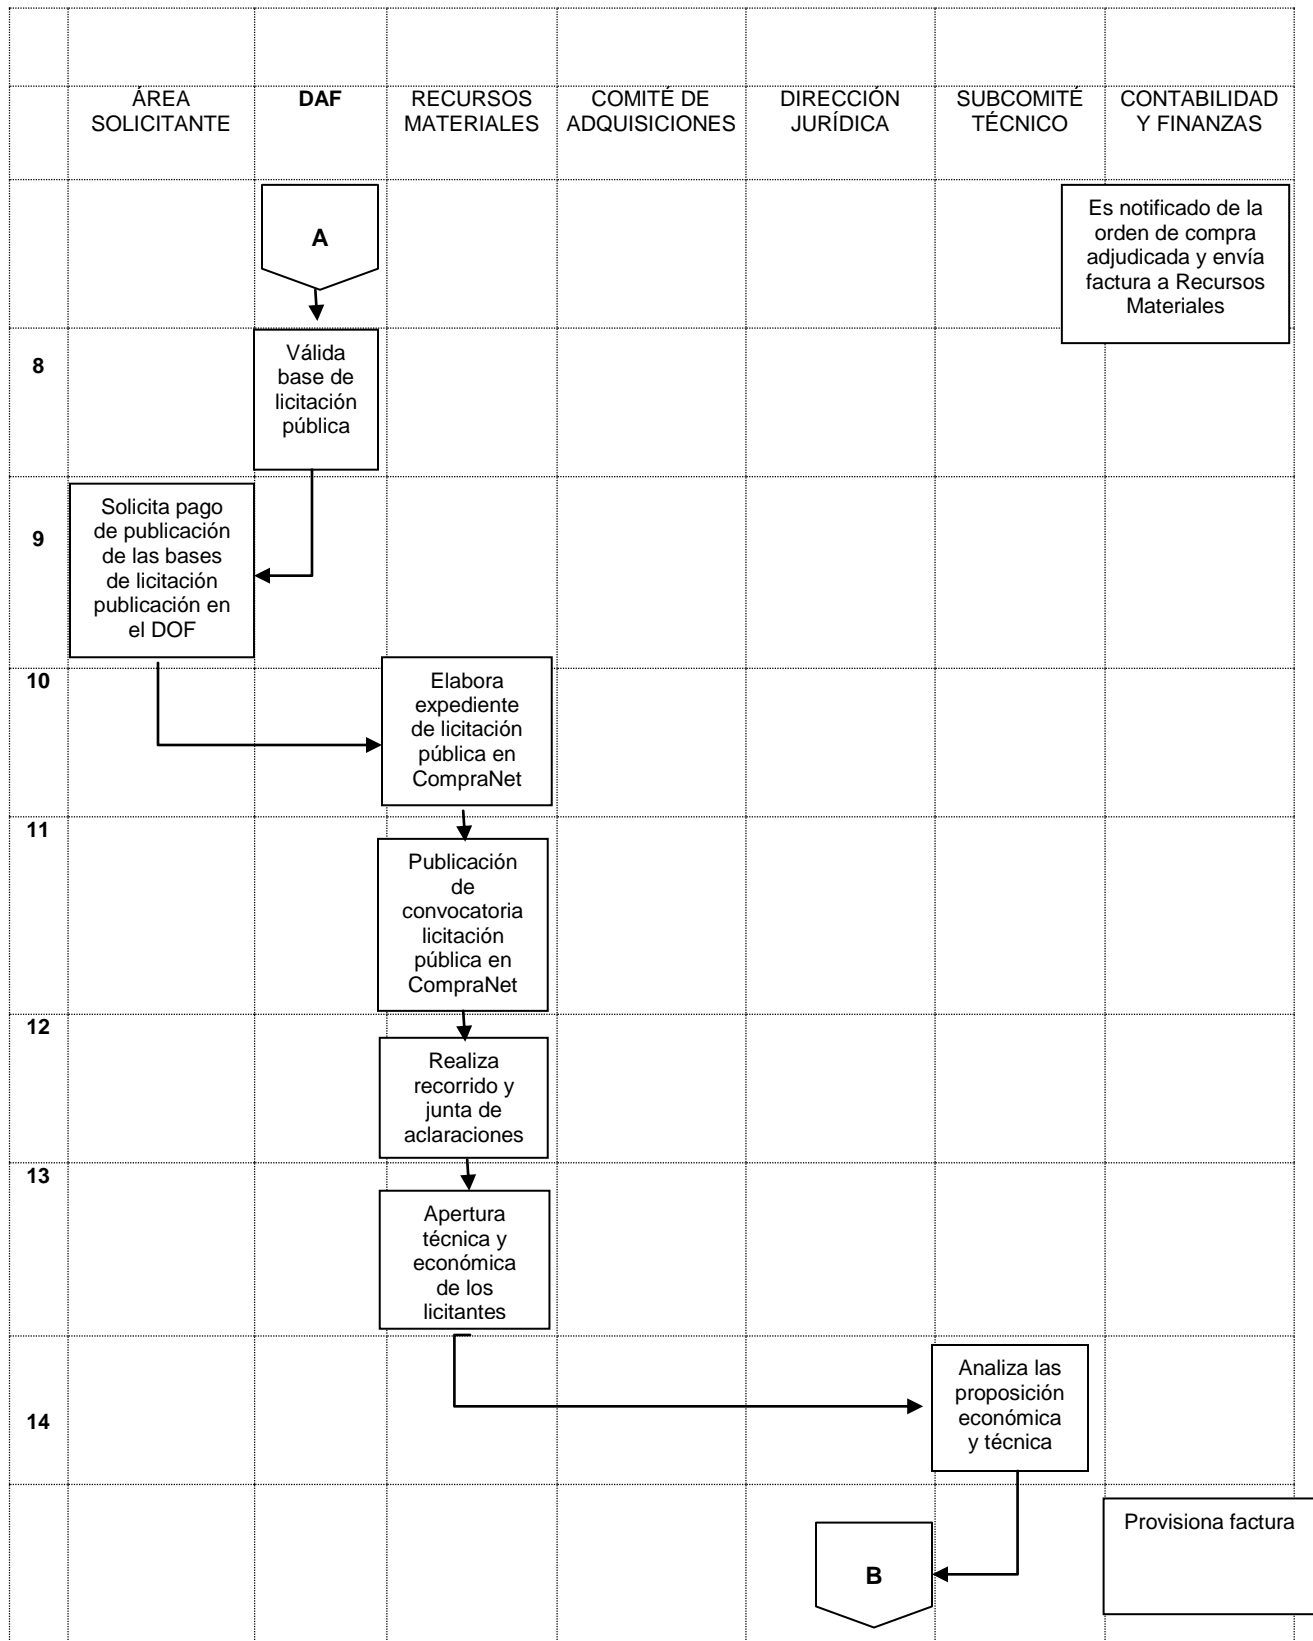 ÁREA
SOLICITANTE
DAF
RECURSOS
MATERIALES
COMITÉ DE
ADQUISICIONES
DIRECCIÓN
JURÍDICA
SUBCOMITÉ
TÉCNICO
CONTABILIDAD
Y FINANZAS
A
Es notificado de la
orden de compra
adjudicada y envía
factura a Recursos
Materiales
8
Válida
base de
licitación
pública
9
Solicita pago
de publicación
de las bases
de licitación
publicación en
el DOF
10
Elabora
expediente
de licitación
pública en
CompraNet
11
Publicación
de
convocatoria
licitación
pública en
CompraNet
12
Realiza
recorrido y
junta de
aclaraciones
13
Apertura
técnica y
económica
de los
licitantes
14
Analiza las
proposición
económica
y técnica
B
Provisiona factura